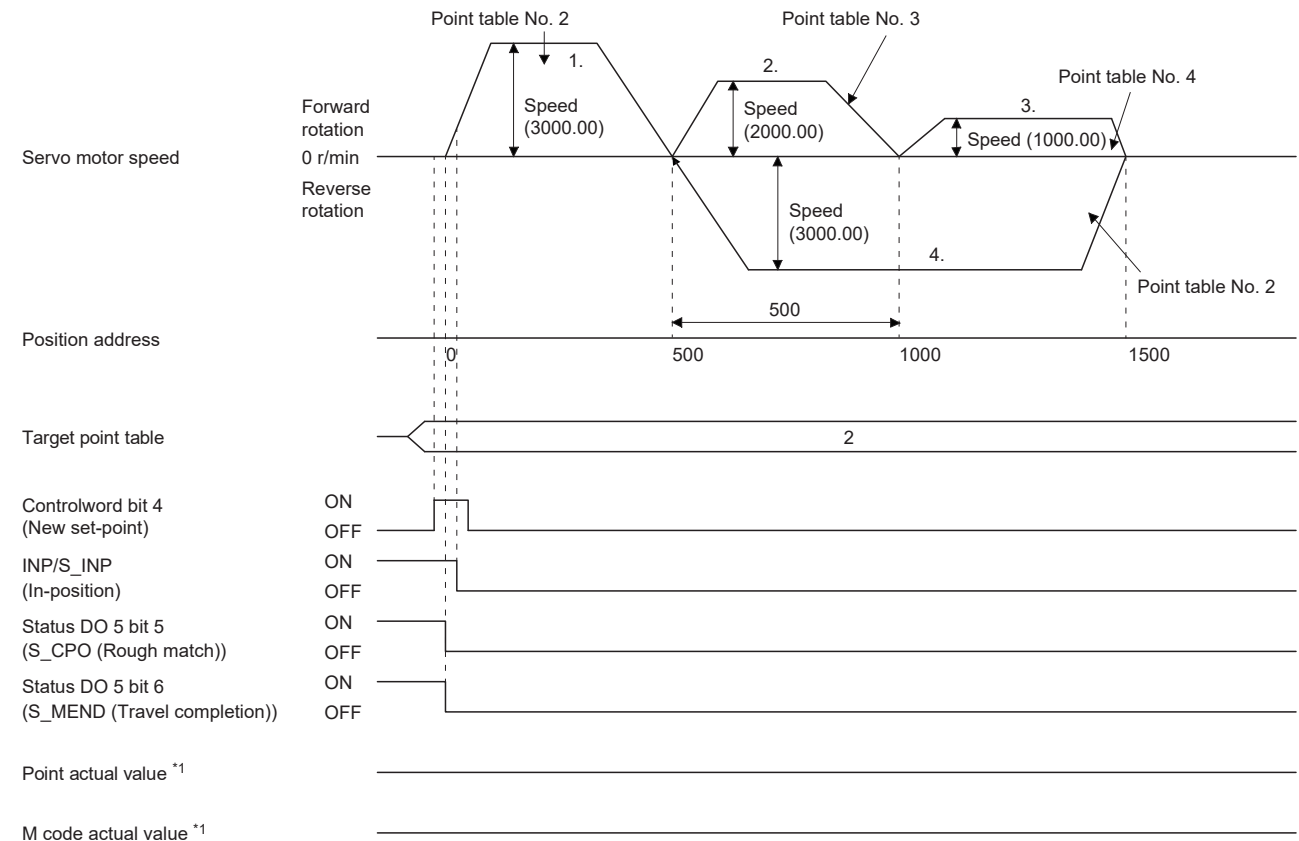 Point table No. 2
Point table No. 3
1.
2.
Point table No. 4
3.
Forward
rotation
Speed
(3000.00)
Speed
(2000.00)
Speed (1000.00)
Servo motor speed
0 r/min
Reverse
rotation
Speed
(3000.00)
4.
Point table No. 2
500
Position address
0
500
1000
1500
Target point table
2
Controlword bit 4
(New set-point)
ON
OFF
INP/S_INP
(In-position)
ON
OFF
Status DO 5 bit 5
(S_CPO (Rough match))
ON
OFF
Status DO 5 bit 6
(S_MEND (Travel completion))
ON
OFF
Point actual value *1
M code actual value *1